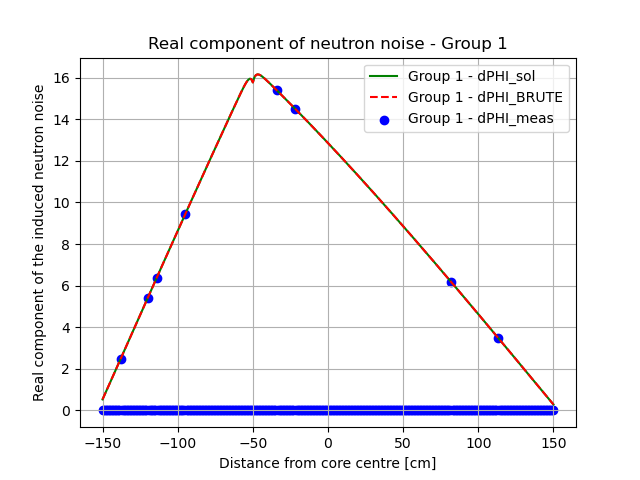 Real component of neutron noise - Group 1
Real component of the induced neutron noise
16
14
12
10
8
6
4
2
0
Group 1 - dPHI_sol
Group 1 - dPHI_BRUTE
Group 1 - dPHI_meas
−150
−100
−50
0
50
100
150
Distance from core centre [cm]